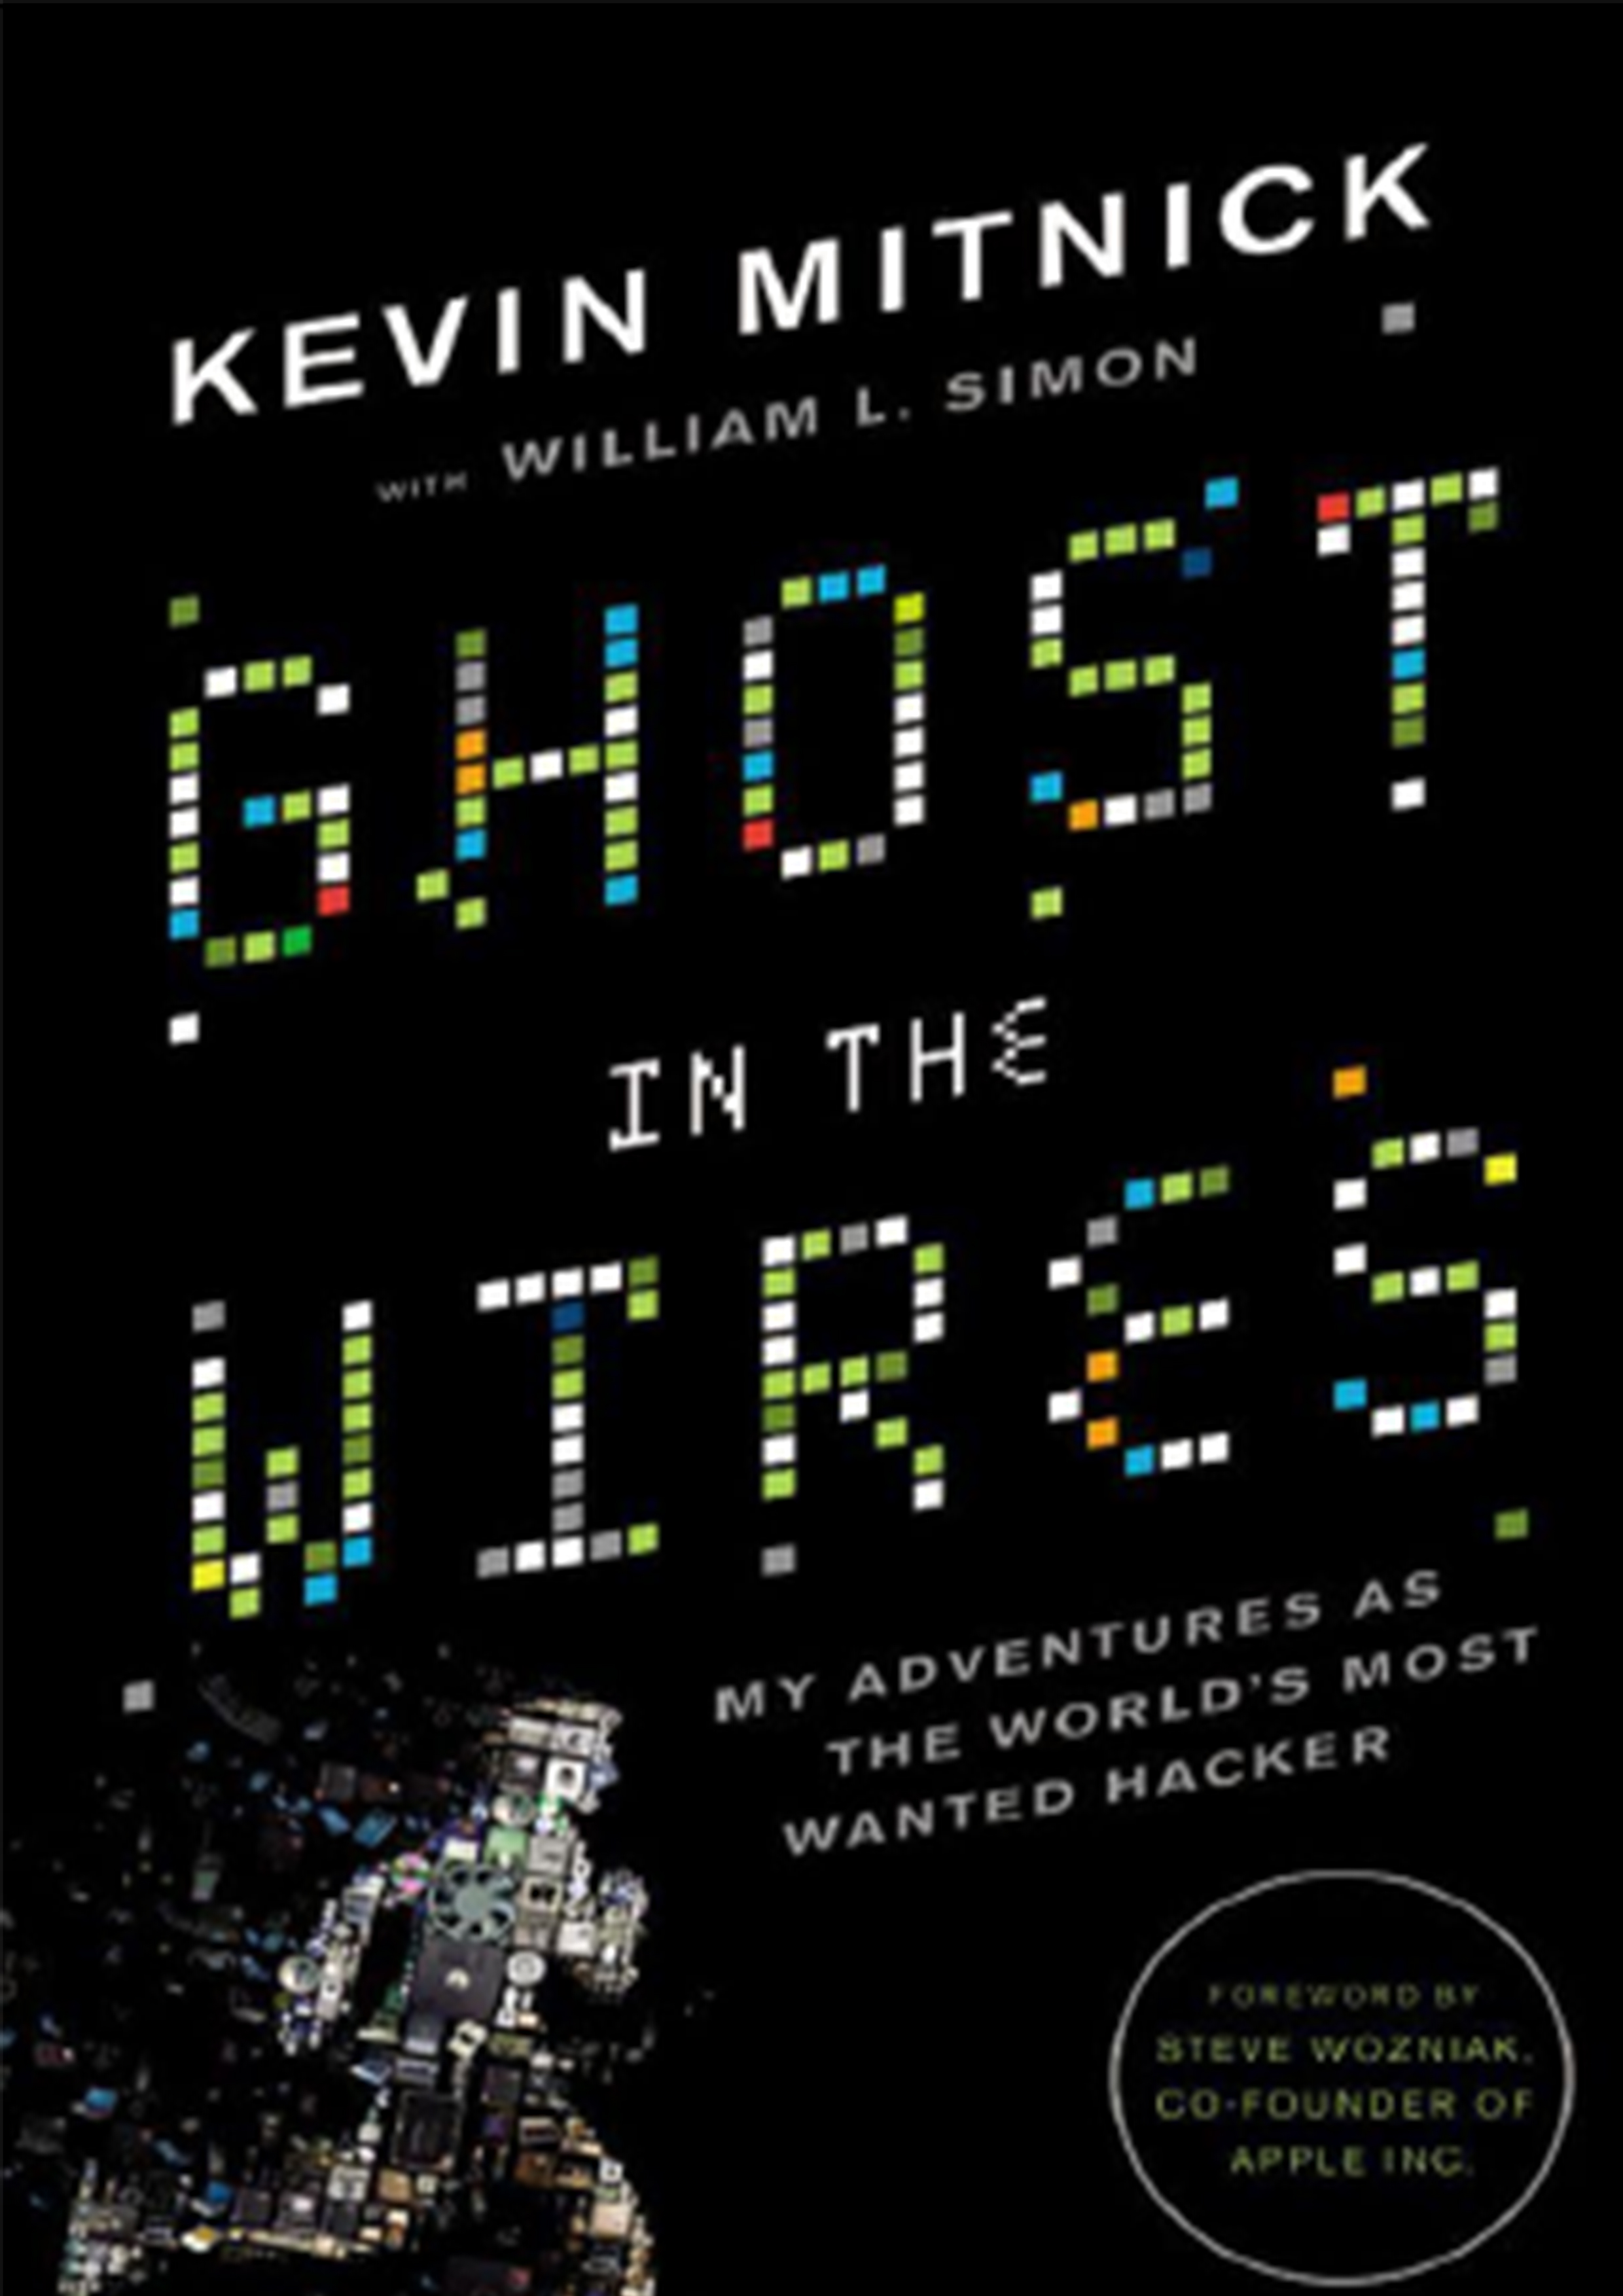 KEVIN MITNICK
WITH WILLIAM L. SIMON
GHOST
IN THE
WIRES
MY ADVENTURES AS
THE WORLD'S MOST
WANTED HACKER
FOREWORD BY
STEVE WOZNIAK,
CO-FOUNDER OF
APPLE INC.